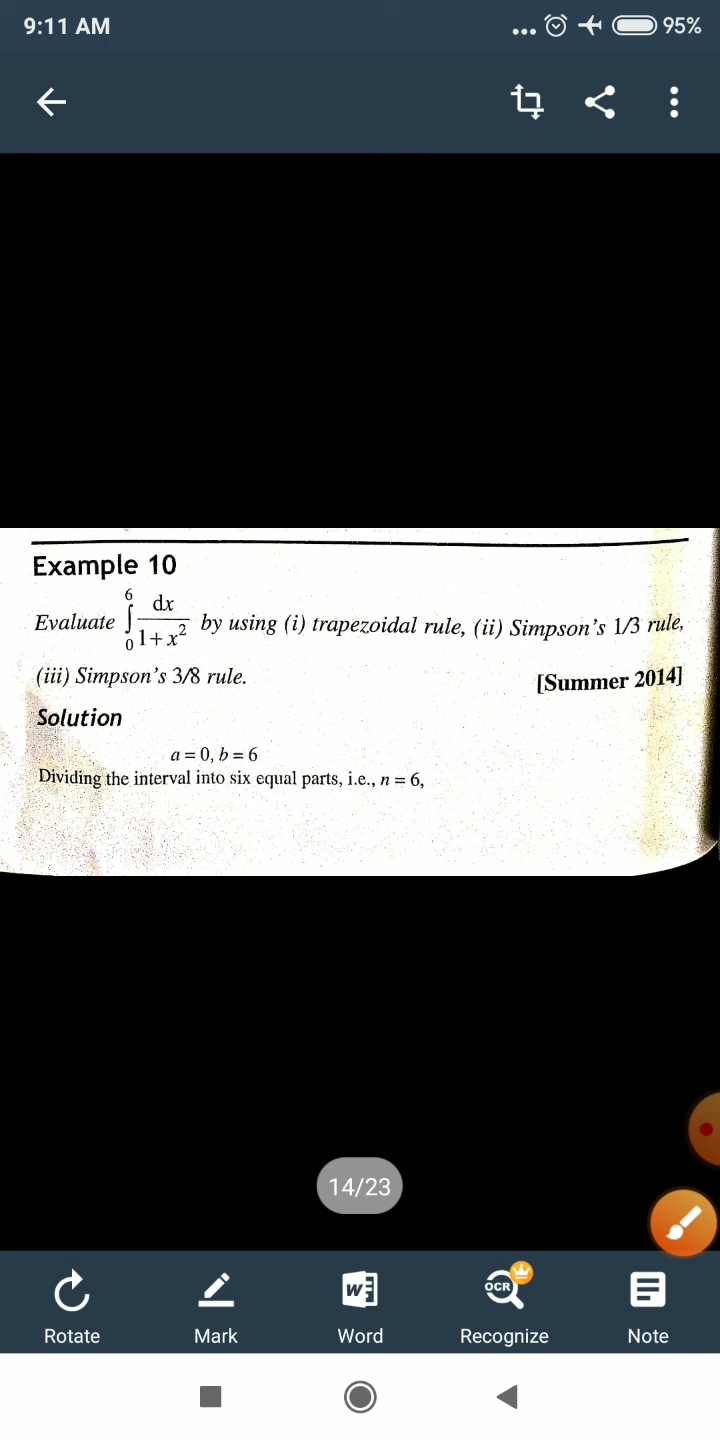 9:11 AM ... 95%
Example 10
Evaluate ∫₀⁶ dx/(1+x²) by using (i) trapezoidal rule, (ii) Simpson's 1/3 rule,
(iii) Simpson's 3/8 rule. [Summer 2014]
Solution
a = 0, b = 6
Dividing the interval into six equal parts, i.e., n = 6,
14/23
W
OCR
Rotate Mark Word Recognize Note